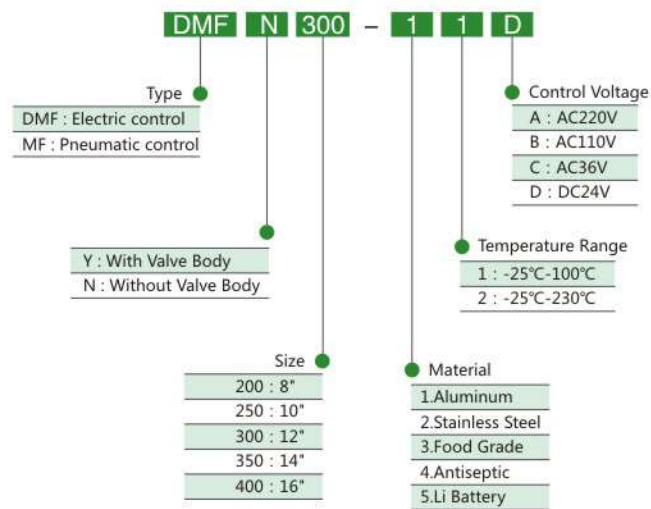 DMF N 300 – 1 1 D
Type
DMF : Electric control
MF : Pneumatic control
Control Voltage
A : AC220V
B : AC110V
C : AC36V
D : DC24V
Y : With Valve Body
N : Without Valve Body
Temperature Range
1 : -25℃-100℃
2 : -25℃-230℃
Size
200 : 8"
250 : 10"
300 : 12"
350 : 14"
400 : 16"
Material
1.Aluminum
2.Stainless Steel
3.Food Grade
4.Antiseptic
5.Li Battery